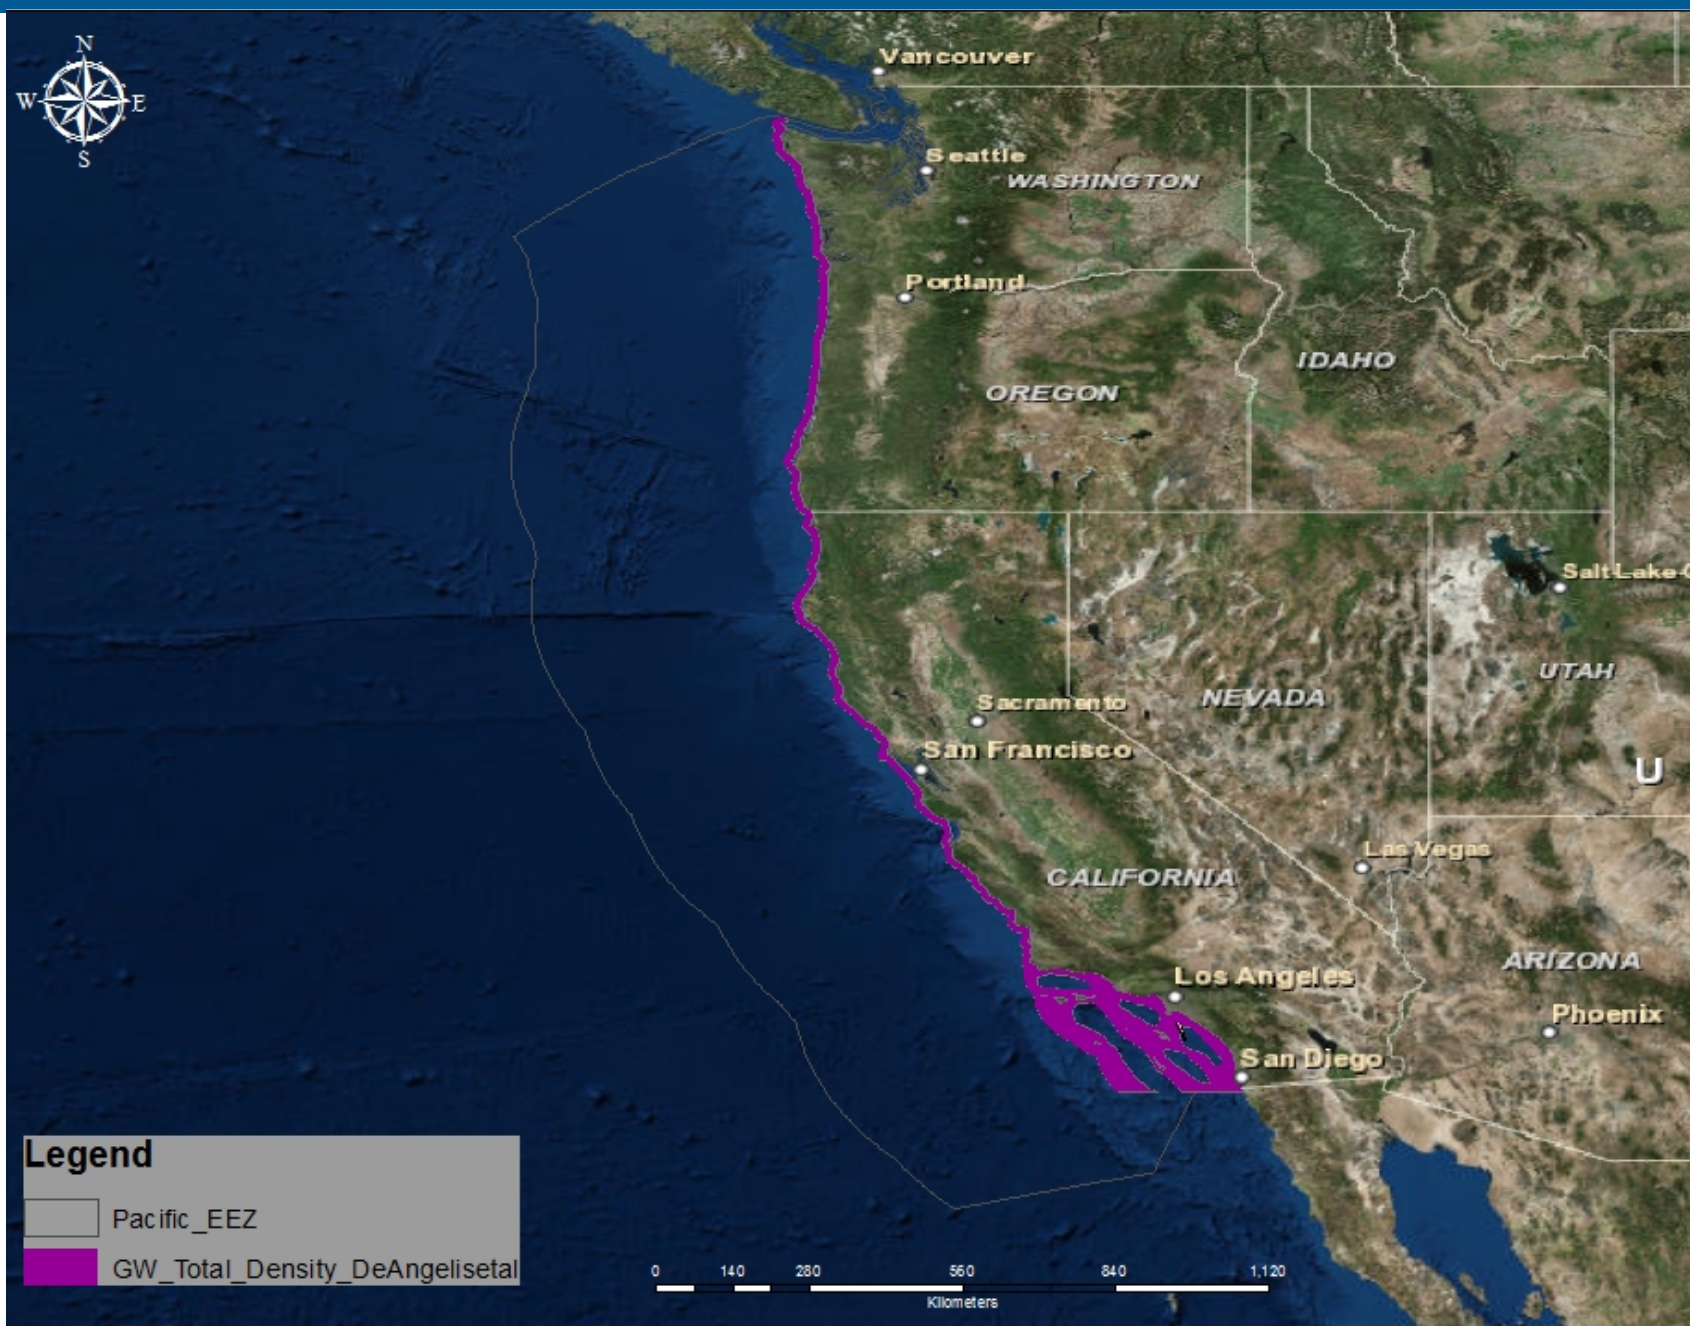 N
W E
S
Vancouver
Seattle
WASHINGTON
Portland
IDAHO
OREGON
Salt Lake C
UTAH
NEVADA
Sacramento
San Francisco
U
Las Vegas
CALIFORNIA
ARIZONA
Los Angeles
Phoenix
San Diego
Legend
Pacific_EEZ
GW_Total_Density_DeAngelisetal
0 140 280 560 840 1,120
Kilometers